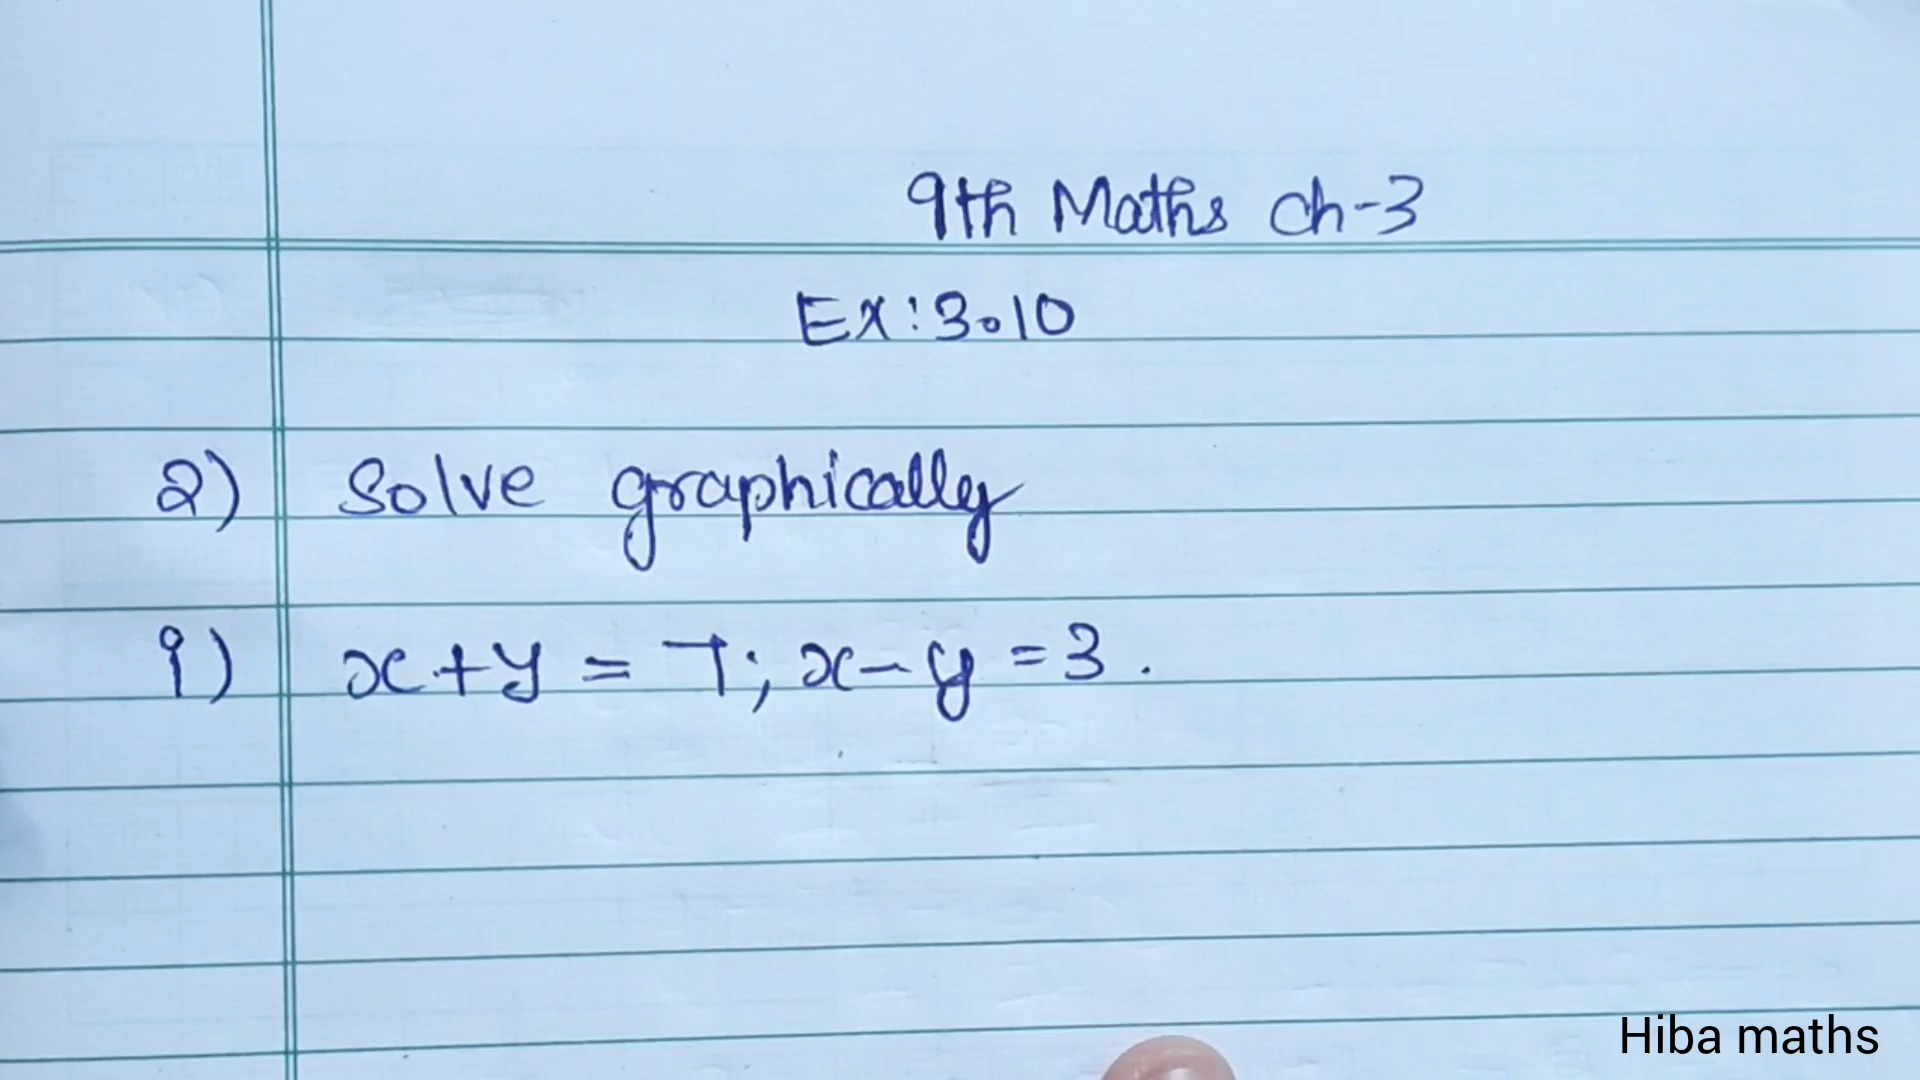 9th Maths Ch-3
Ex: 3.10
2) Solve graphically
i) x+y = 7; x-y = 3.
Hiba maths